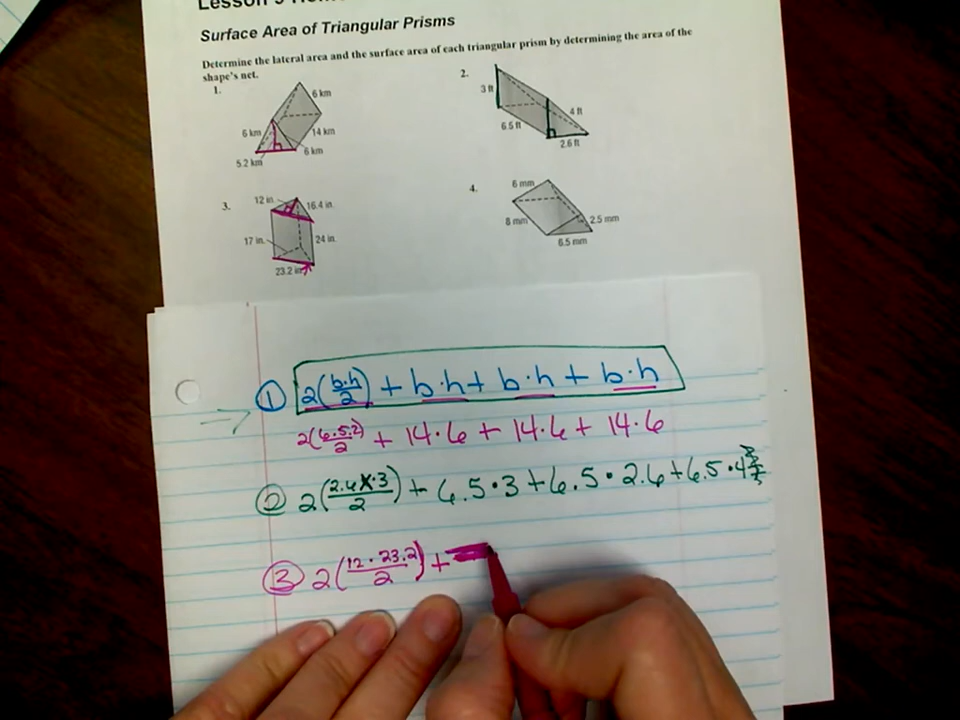 Lesson
Surface Area of Triangular Prisms
Determine the lateral area and the surface area of each triangular prism by determining the area of the
shape's net.
1.
6 km
6 km
14 km
6 km
5.2 km
2.
3 ft
4 ft
6.5 ft
2.6 ft
3.
12 in.
16.4 in.
17 in.
24 in.
23.2 in.
4.
6 mm
8 mm
2.5 mm
6.5 mm
① 2(b·h/2) + b·h + b·h + b·h
2(6·5.2/2) + 14·6 + 14·6 + 14·6
② 2(2.6·3/2) + 6.5·3 + 6.5·2.6 + 6.5·4
③ 2(12·23.2/2) +